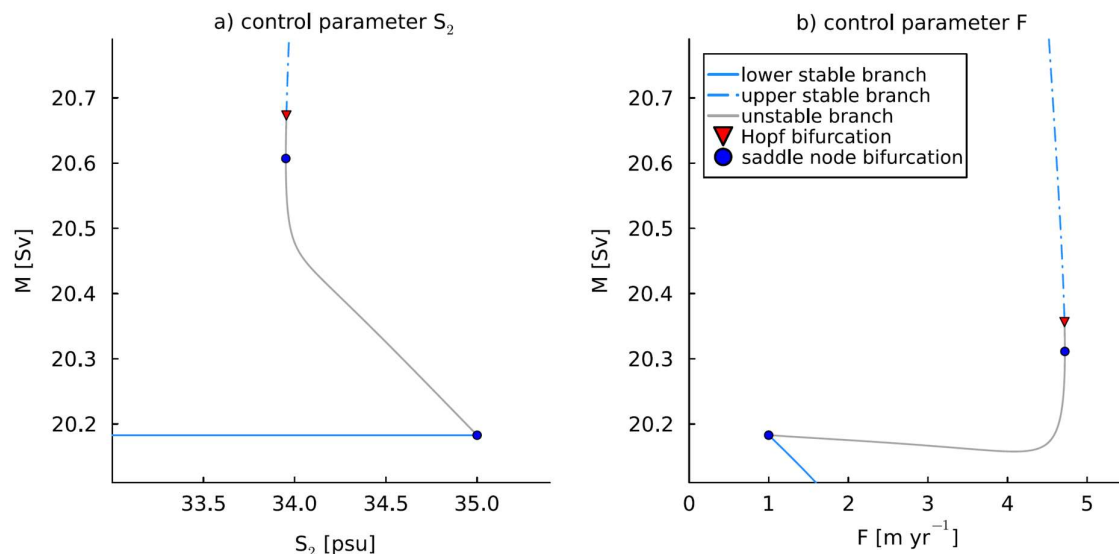 a) control parameter S₂
M [Sv]
20.7
20.6
20.5
20.4
20.3
20.2
33.5 34.0 34.5 35.0
S₂ [psu]
b) control parameter F
lower stable branch
upper stable branch
unstable branch
Hopf bifurcation
saddle node bifurcation
M [Sv]
20.7
20.6
20.5
20.4
20.3
20.2
0 1 2 3 4 5
F [m yr⁻¹]